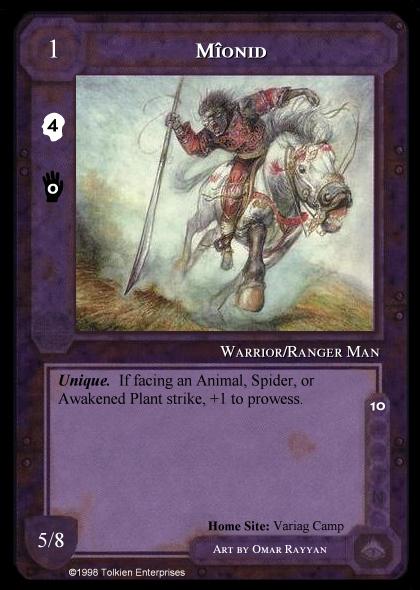 1
Mîonid
4
0
Warrior/Ranger Man
Unique. If facing an Animal, Spider, or
Awakened Plant strike, +1 to prowess.
10
Home Site: Variag Camp
5/8
Art by Omar Rayyan
©1998 Tolkien Enterprises